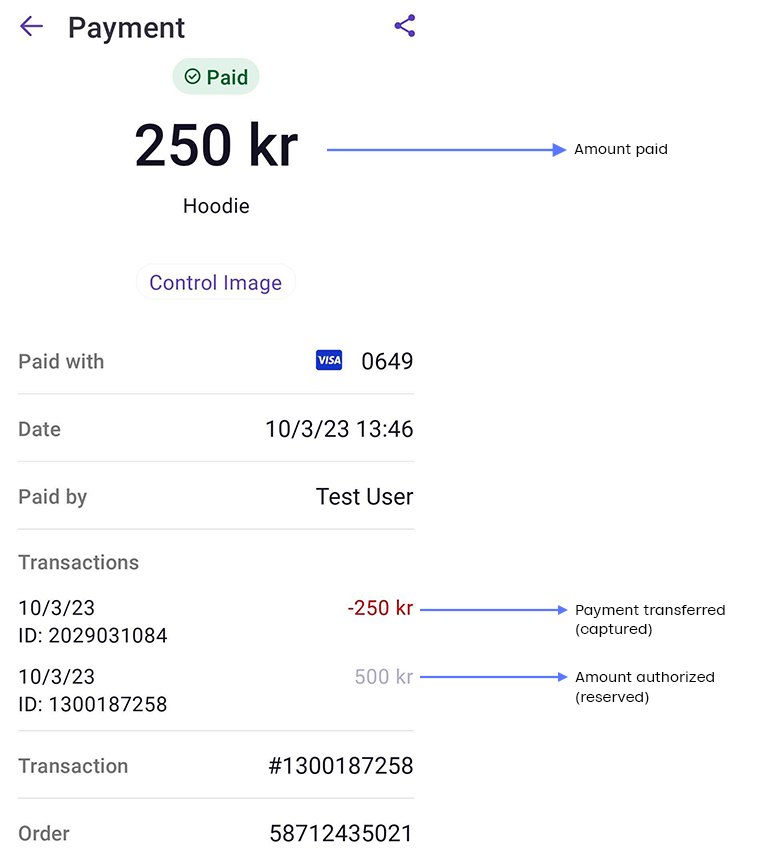 Payment
Paid
250 kr
Amount paid
Hoodie
Control Image
Paid with VISA 0649
Date 10/3/23 13:46
Paid by Test User
Transactions
10/3/23 -250 kr Payment transferred
ID: 2029031084 (captured)
10/3/23 500 kr Amount authorized
ID: 1300187258 (reserved)
Transaction #1300187258
Order 58712435021